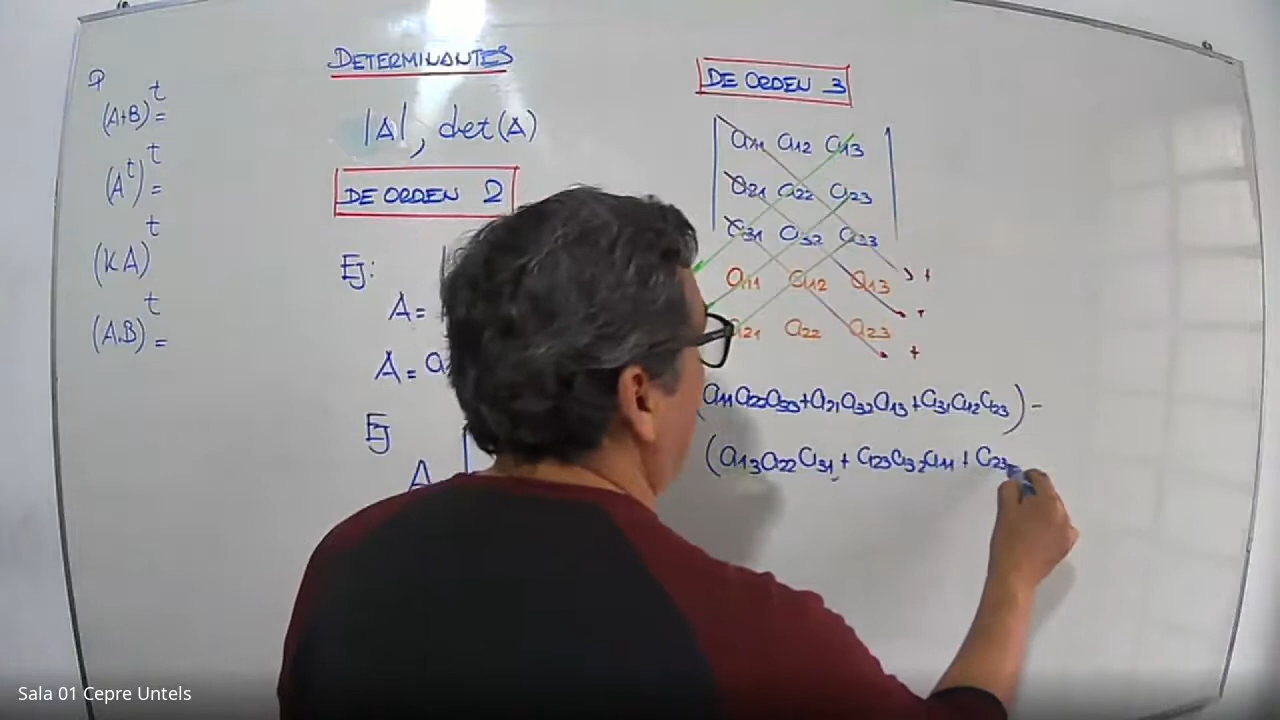 P
(A+B)ᵗ =
(Aᵗ)ᵗ =
(KA)ᵗ
(A.B)ᵗ =
DETERMINANTES
|A| , det(A)
DE ORDEN 2
Ej:
A =
A = a
Ej
A
DE ORDEN 3
a₁₁ a₁₂ a₁₃
a₂₁ a₂₂ a₂₃
a₃₁ a₃₂ a₃₃
a₁₁ a₁₂ a₁₃ +
a₂₁ a₂₂ a₂₃ +
+
(a₁₁a₂₂a₃₃+a₂₁a₃₂a₁₃+a₃₁a₁₂a₂₃) -
(a₁₃a₂₂a₃₁ + a₂₃a₃₂a₁₁ + a₂₃
Sala 01 Cepre Untels